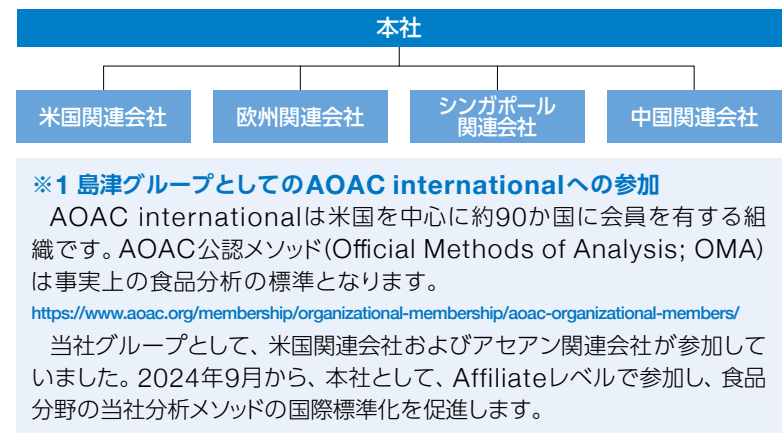 本社
米国関連会社
欧州関連会社
シンガポール
関連会社
中国関連会社
※1 島津グループとしてのAOAC internationalへの参加
AOAC internationalは米国を中心に約90か国に会員を有する組
織です。AOAC公認メソッド(Official Methods of Analysis; OMA)
は事実上の食品分析の標準となります。
https://www.aoac.org/membership/organizational-membership/aoac-organizational-members/
当社グループとして、米国関連会社およびアセアン関連会社が参加して
いました。2024年9月から、本社として、Affiliateレベルで参加し、食品
分野の当社分析メソッドの国際標準化を促進します。